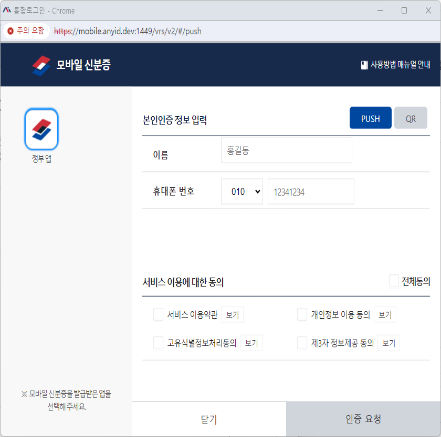 통합로그인 - Chrome
주의 요함 https://mobile.anyid.dev:1449/vrs/v2/#/push
모바일 신분증
사용방법 매뉴얼 안내
정부 앱
본인인증 정보 입력
PUSH QR
이름 홍길동
휴대폰 번호 010 12341234
서비스 이용에 대한 동의
전체동의
서비스 이용약관 보기 개인정보 이용 동의 보기
고유식별정보처리동의 보기 제3자 정보제공 동의 보기
※ 모바일 신분증을 발급받은 앱을
선택해 주세요.
닫기 인증 요청